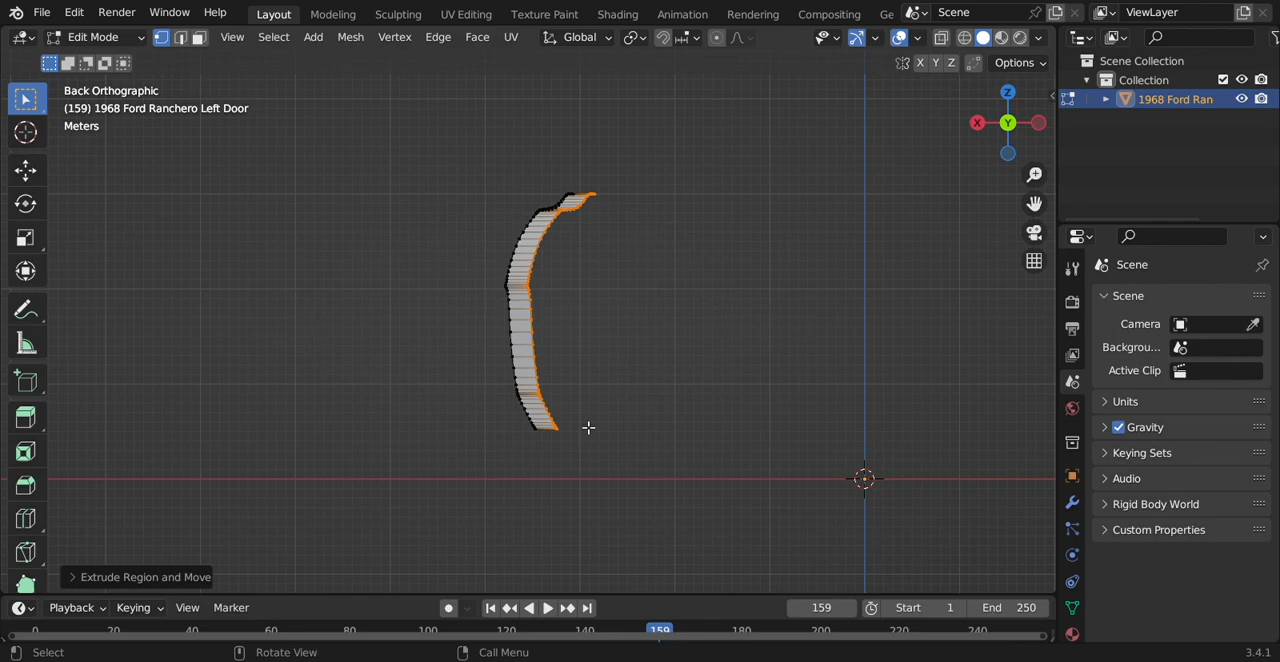 File Edit Render Window Help Layout Modeling Sculpting UV Editing Texture Paint Shading Animation Rendering Compositing Ge Scene ViewLayer
Edit Mode View Select Add Mesh Vertex Edge Face UV Global
X Y Z Options
Scene Collection
Collection
1968 Ford Ran
Back Orthographic
(159) 1968 Ford Ranchero Left Door
Meters
Z
X Y
Scene
Scene
Camera
Backgrou...
Active Clip
Units
Gravity
Keying Sets
Audio
Rigid Body World
Custom Properties
Extrude Region and Move
Playback Keying View Marker 159 Start 1 End 250
0 20 40 60 80 100 120 140 159 180 200 220 240
Select Rotate View Call Menu 3.4.1